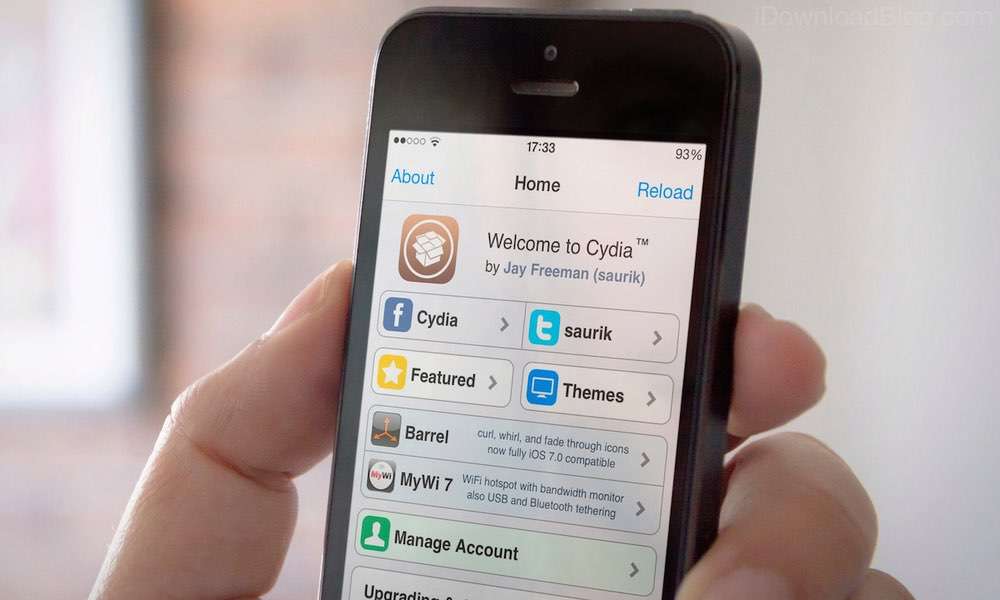 iDownloadBlog.com
17:33
93%
About
Home
Reload
Welcome to Cydia™
by Jay Freeman (saurik)
Cydia
saurik
Featured
Themes
Barrel
curl, whirl, and fade through icons
now fully iOS 7.0 compatible
MyWi
MyWi 7
WiFi hotspot with bandwidth monitor
also USB and Bluetooth tethering
Manage Account
Upgrading &